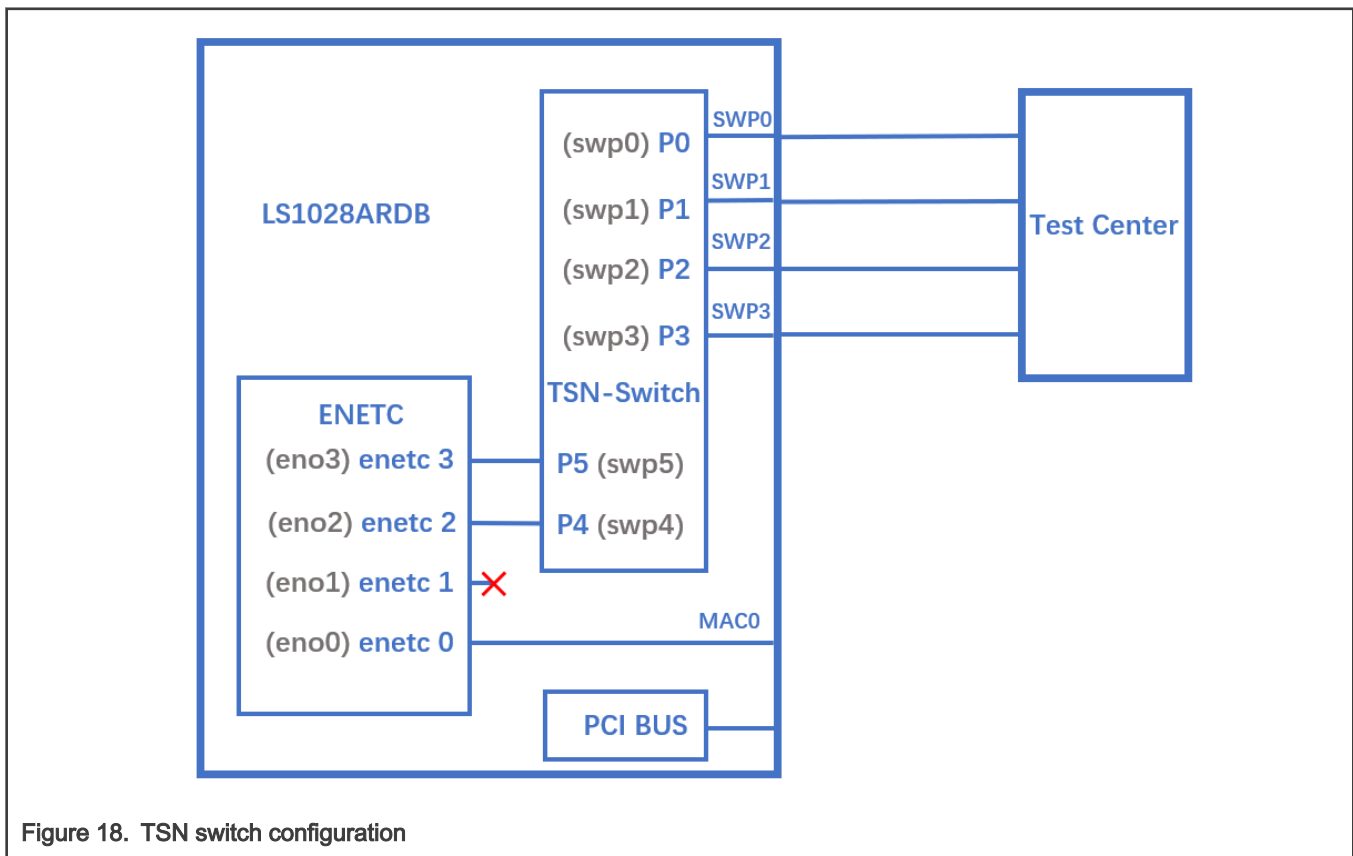 SWP0
(swp0) P0
SWP1
LS1028ARDB
(swp1) P1
Test Center
SWP2
(swp2) P2
SWP3
(swp3) P3
TSN-Switch
ENETC
(eno3) enetc 3
P5 (swp5)
(eno2) enetc 2
P4 (swp4)
(eno1) enetc 1
MAC0
(eno0) enetc 0
PCI BUS
Figure 18. TSN switch configuration